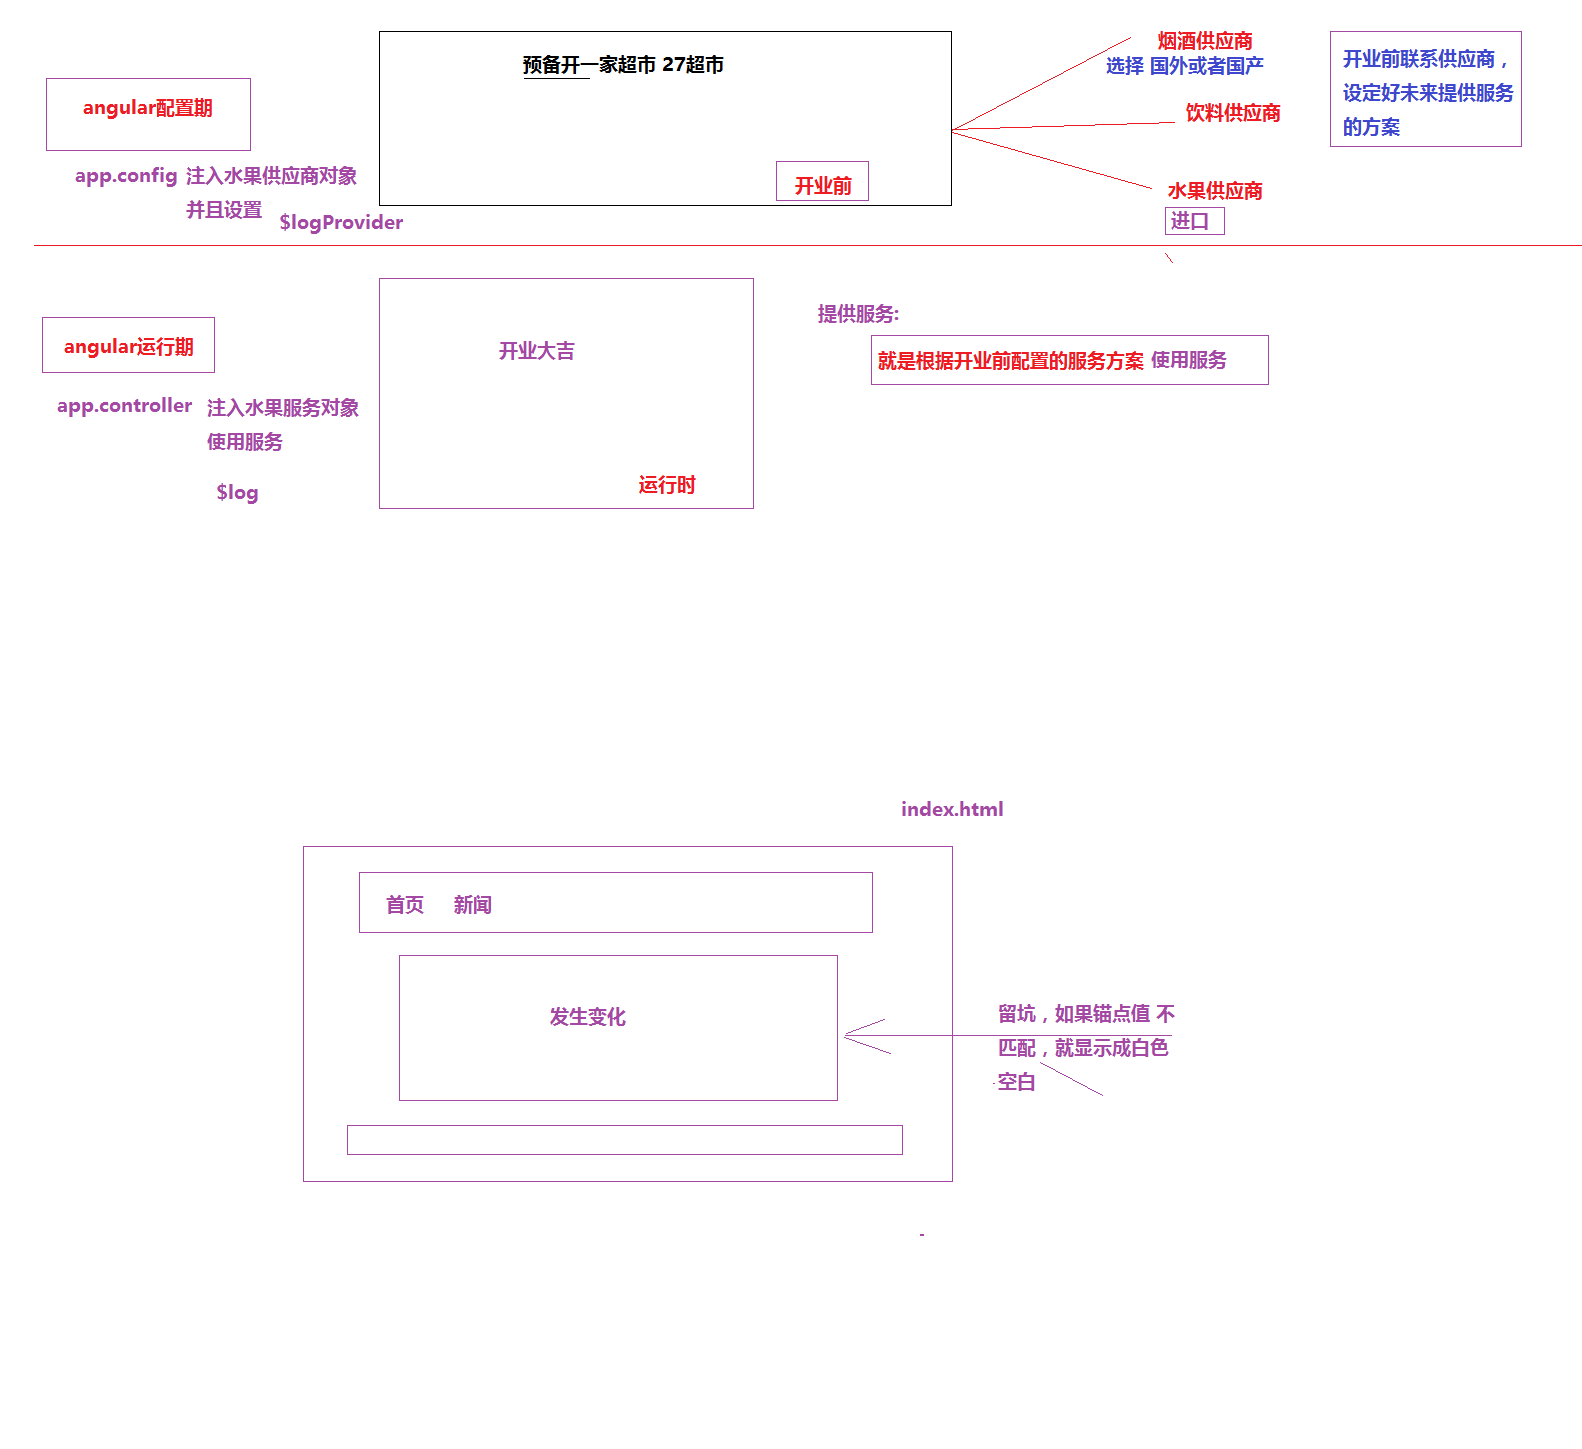 预备开一家超市 27超市
烟酒供应商
选择 国外或者国产
开业前联系供应商，
设定好未来提供服务
的方案
angular配置期
饮料供应商
app.config 注入水果供应商对象
并且设置
$logProvider
开业前
水果供应商
进口
angular运行期
开业大吉
提供服务:
就是根据开业前配置的服务方案 使用服务
app.controller 注入水果服务对象
使用服务
$log
运行时
index.html
首页 新闻
发生变化
留坑，如果锚点值 不
匹配，就显示成白色
空白